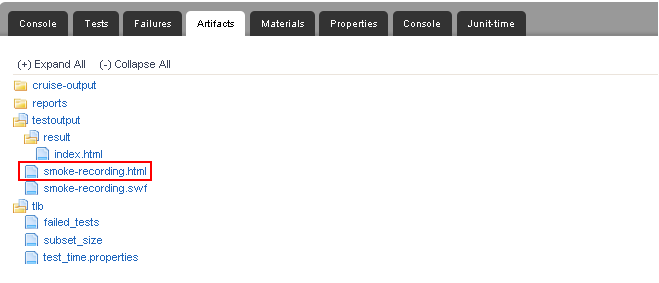 Console Tests Failures Artifacts Materials Properties Console Junit-time
(+) Expand All (-) Collapse All
cruise-output
reports
testoutput
result
index.html
smoke-recording.html
smoke-recording.swf
tlb
failed_tests
subset_size
test_time.properties